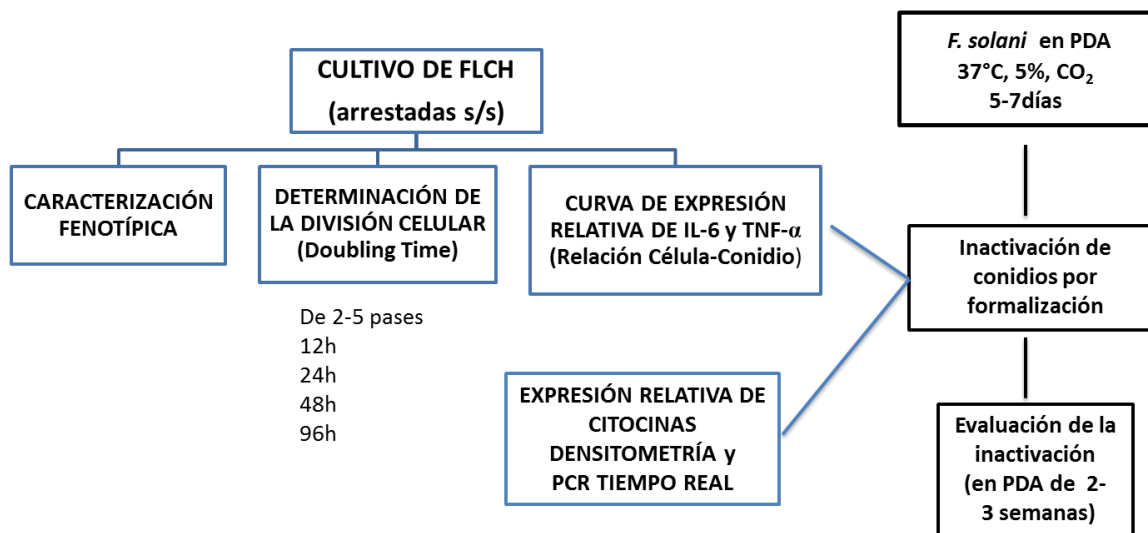 CULTIVO DE FLCH
(arrestadas s/s)
CARACTERIZACIÓN
FENOTÍPICA
DETERMINACIÓN DE
LA DIVISIÓN CELULAR
(Doubling Time)
De 2-5 pases
12h
24h
48h
96h
CURVA DE EXPRESIÓN
RELATIVA DE IL-6 y TNF-α
(Relación Célula-Conidio)
EXPRESIÓN RELATIVA DE
CITOCINAS
DENSITOMETRÍA y
PCR TIEMPO REAL
F. solani en PDA
37°C, 5%, CO₂
5-7días
Inactivación de
conidios por
formalización
Evaluación de la
inactivación
(en PDA de 2-
3 semanas)